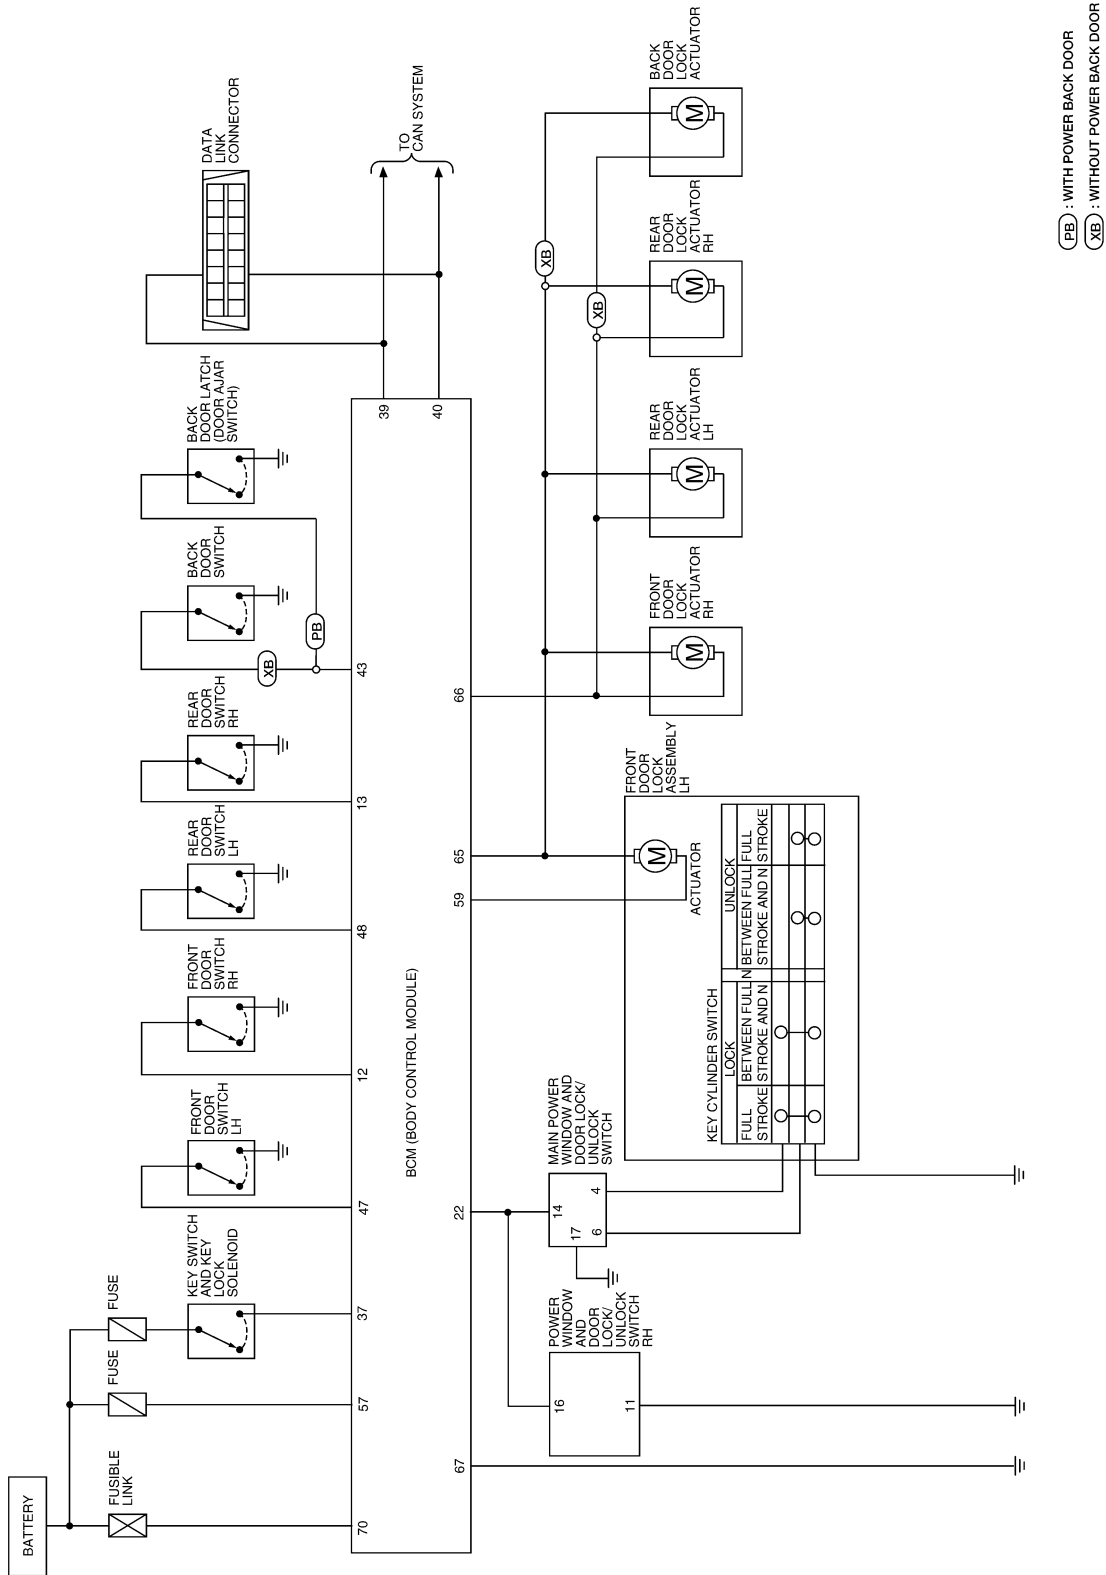 BATTERY
FUSIBLE
LINK
FUSE
FUSE
KEY SWITCH
AND KEY
LOCK
SOLENOID
FRONT
DOOR
SWITCH
LH
FRONT
DOOR
SWITCH
RH
REAR
DOOR
SWITCH
LH
REAR
DOOR
SWITCH
RH
BACK
DOOR
SWITCH
BACK
DOOR LATCH
(DOOR AJAR
SWITCH)
DATA
LINK
CONNECTOR
XB
PB
TO
CAN SYSTEM
70
57
37
47
12
48
13
43
39
40
BCM (BODY CONTROL MODULE)
67
22
59
65
66
XB
XB
POWER
WINDOW
AND
DOOR
LOCK/
UNLOCK
SWITCH
RH
16
11
MAIN POWER
WINDOW AND
DOOR LOCK/
UNLOCK
SWITCH
14
17
4
6
FRONT
DOOR
LOCK
ASSEMBLY
LH
M
ACTUATOR
KEY CYLINDER SWITCH
LOCK
UNLOCK
FULL
STROKE
BETWEEN FULL
STROKE AND N
N
BETWEEN FULL
STROKE AND N
FULL
STROKE
FRONT
DOOR
LOCK
ACTUATOR
RH
M
REAR
DOOR
LOCK
ACTUATOR
LH
M
REAR
DOOR
LOCK
ACTUATOR
RH
M
BACK
DOOR
LOCK
ACTUATOR
M
PB : WITH POWER BACK DOOR
XB : WITHOUT POWER BACK DOOR